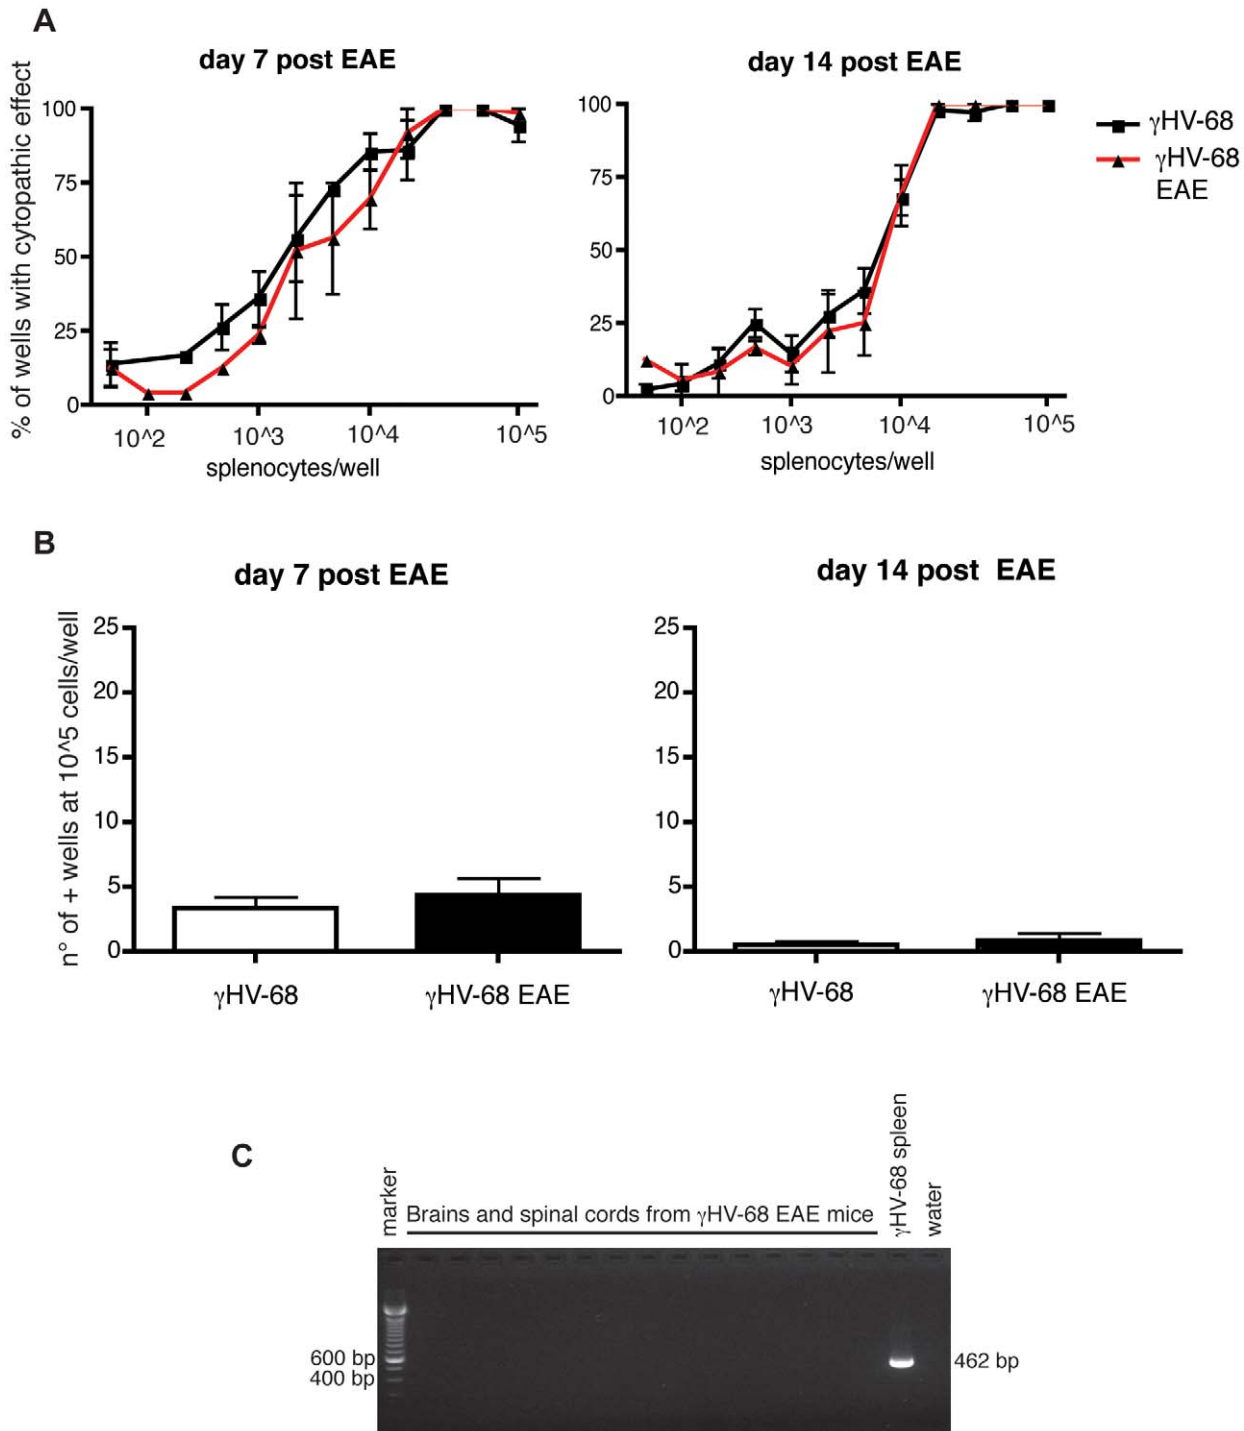 A
day 7 post EAE
day 14 post EAE
% of wells with cytopathic effect
100
75
50
25
0
10^2
10^3
10^4
10^5
splenocytes/well
100
75
50
25
0
10^2
10^3
10^4
10^5
splenocytes/well
γHV-68
γHV-68
EAE
B
day 7 post EAE
day 14 post EAE
n° of + wells at 10^5 cells/well
25
20
15
10
5
0
γHV-68
γHV-68 EAE
25
20
15
10
5
0
γHV-68
γHV-68 EAE
C
marker
Brains and spinal cords from γHV-68 EAE mice
γHV-68 spleen
water
600 bp
400 bp
462 bp